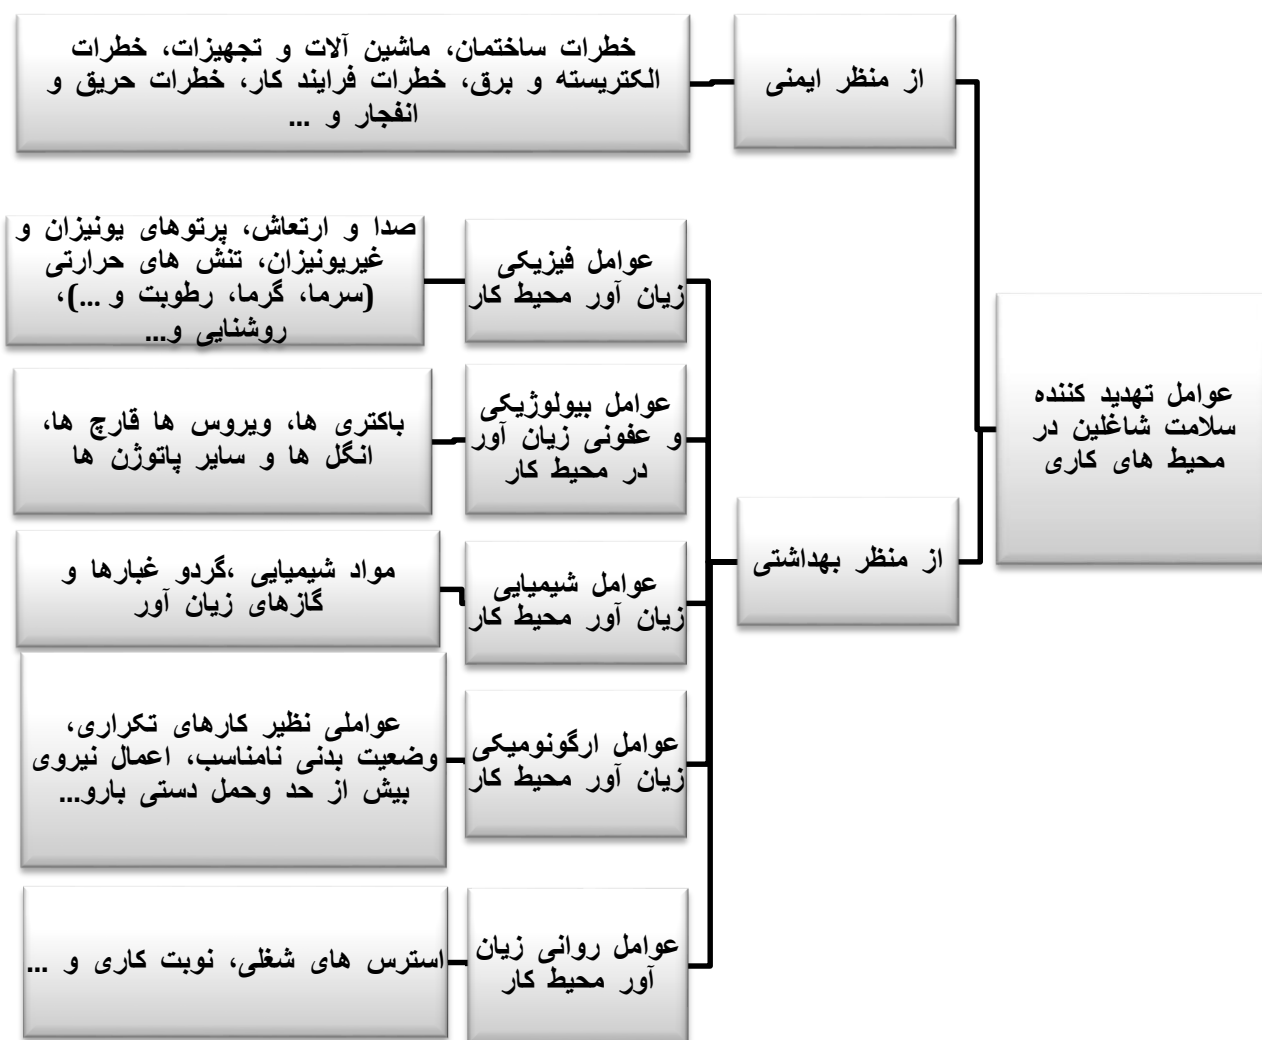 عوامل تهدید کننده
سلامت شاغلین در
محیط های کاری
از منظر ایمنی
خطرات ساختمان، ماشین آلات و تجهیزات، خطرات
الکتریسته و برق، خطرات فرایند کار، خطرات حریق و
انفجار و ...
از منظر بهداشتی
عوامل فیزیکی
زیان آور محیط کار
صدا و ارتعاش، پرتوهای یونیزان و
غیریونیزان، تنش های حرارتی
(سرما، گرما، رطوبت و ...)،
روشنایی و...
عوامل بیولوژیکی
و عفونی زیان آور
در محیط کار
باکتری ها، ویروس ها قارچ ها،
انگل ها و سایر پاتوژن ها
عوامل شیمیایی
زیان آور محیط کار
مواد شیمیایی ،گردو غبارها و
گازهای زیان آور
عوامل ارگونومیکی
زیان آور محیط کار
عواملی نظیر کارهای تکراری،
وضعیت بدنی نامناسب، اعمال نیروی
بیش از حد وحمل دستی بارو...
عوامل روانی زیان
آور محیط کار
استرس های شغلی، نوبت کاری و ...